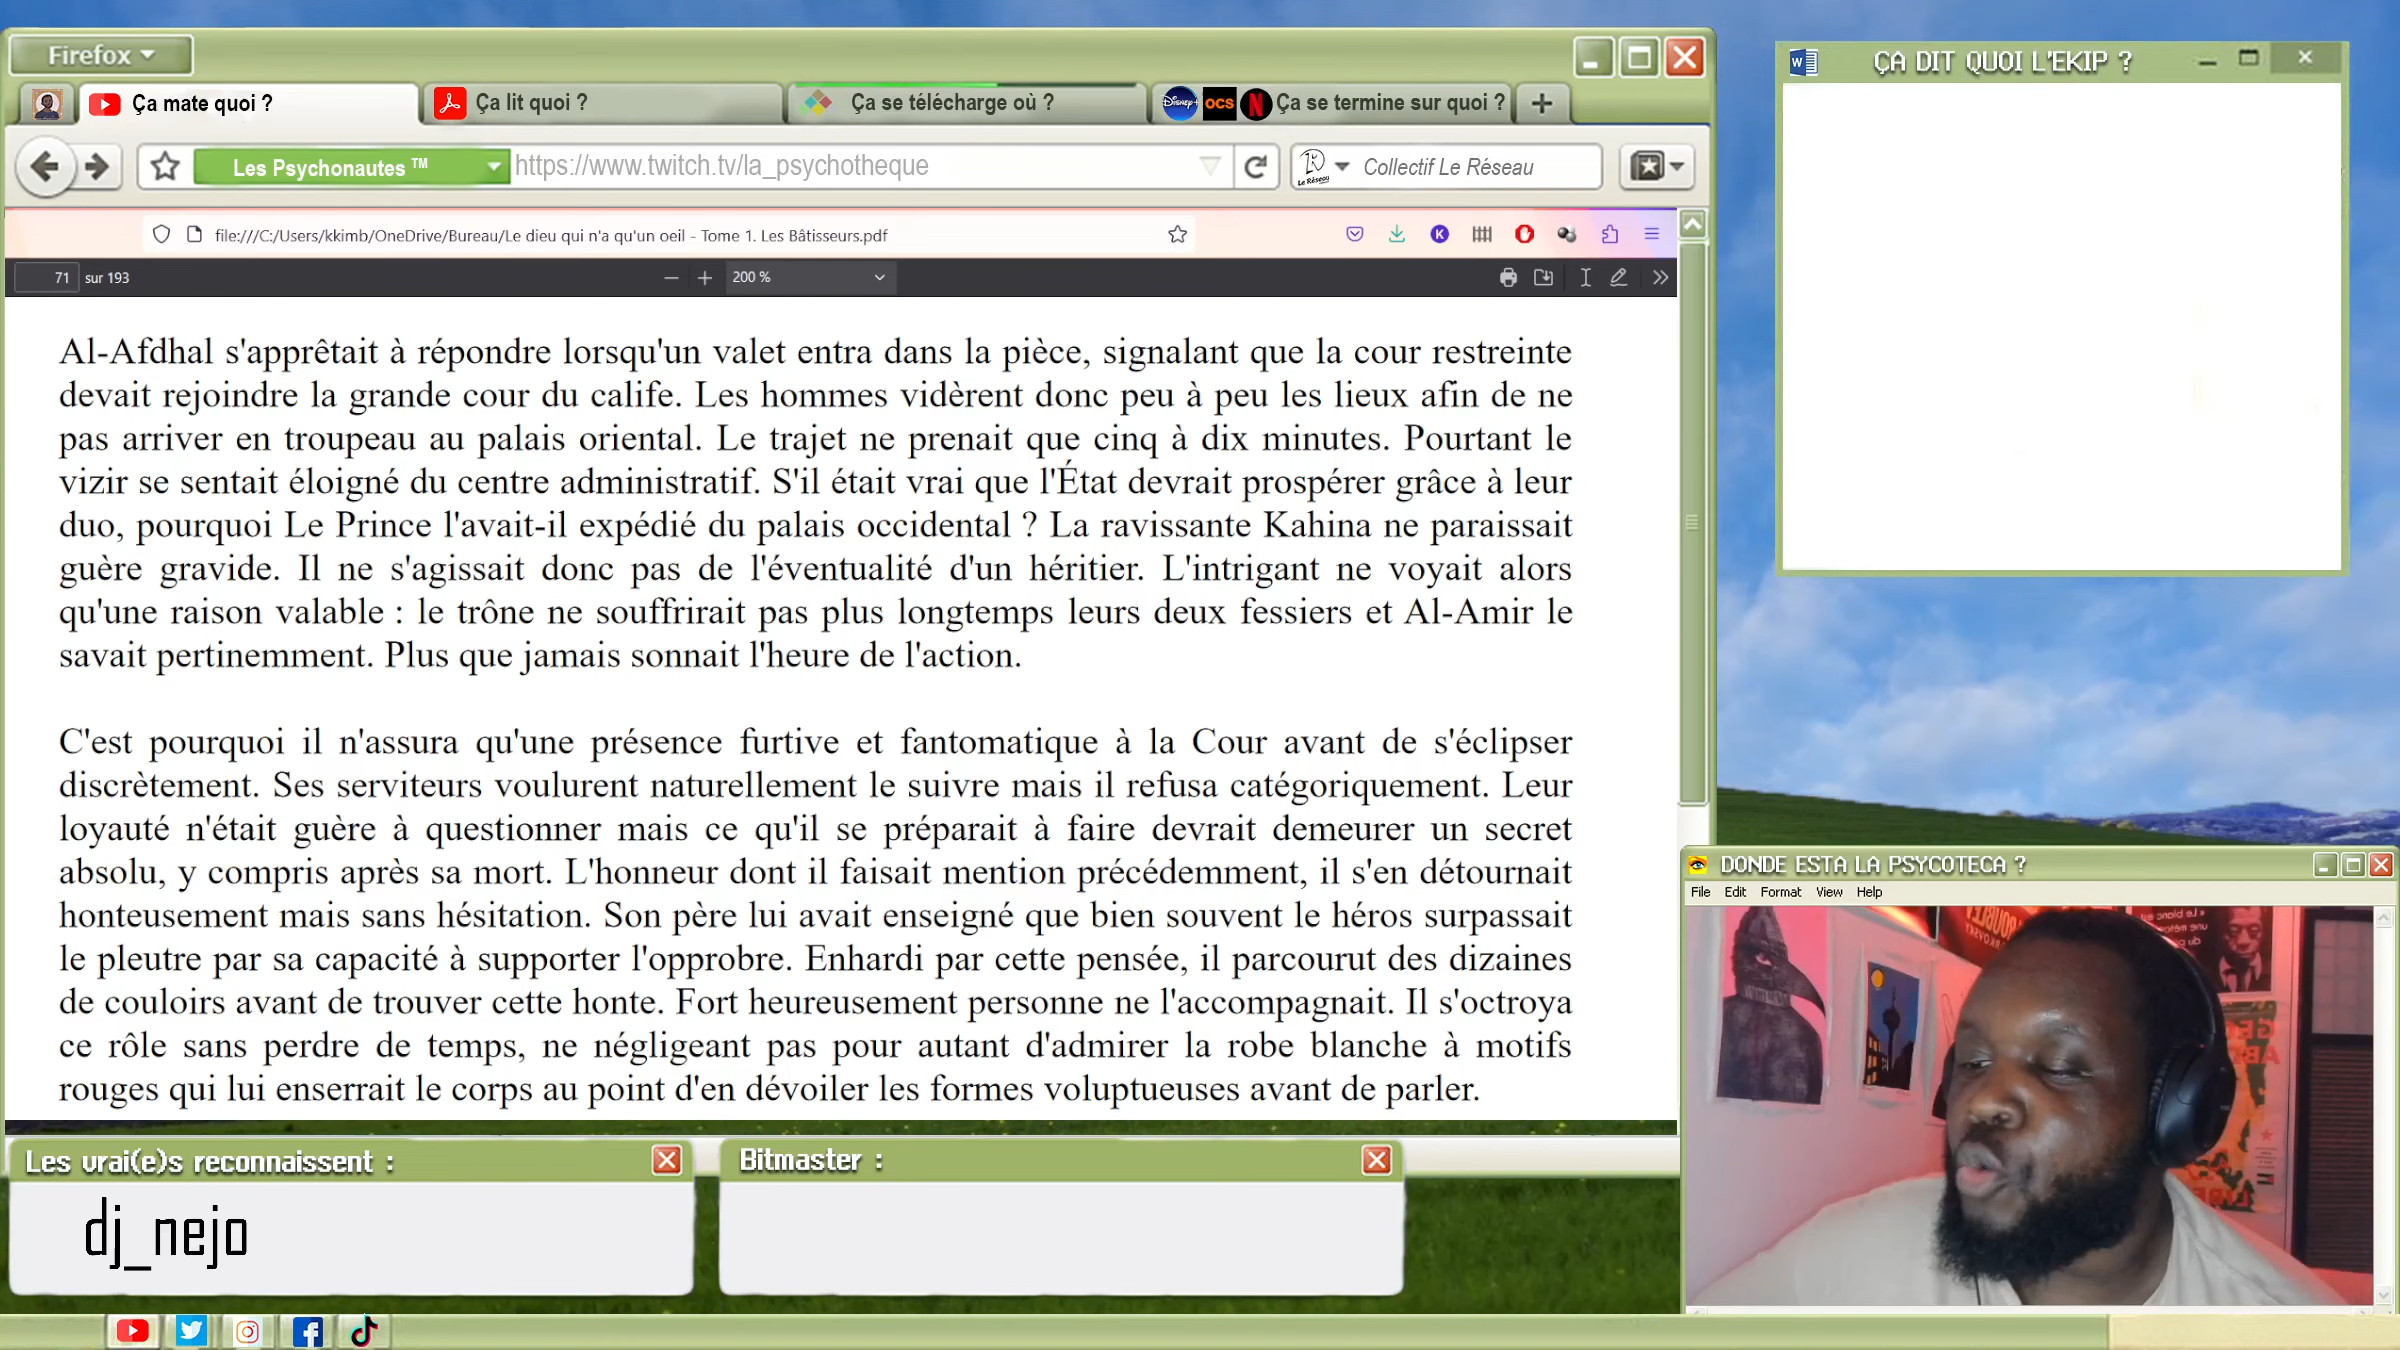 Firefox
Ça mate quoi ?
Ça lit quoi ?
Ça se télécharge où ?
Disney+ OCS N Ça se termine sur quoi ?
Les Psychonautes ™
https://www.twitch.tv/la_psychotheque
Le Réseau
Collectif Le Réseau
file:///C:/Users/kkimb/OneDrive/Bureau/Le dieu qui n'a qu'un oeil - Tome 1. Les Bâtisseurs.pdf
K
71 sur 193
200 %
Al-Afdhal s'apprêtait à répondre lorsqu'un valet entra dans la pièce, signalant que la cour restreinte
devait rejoindre la grande cour du calife. Les hommes vidèrent donc peu à peu les lieux afin de ne
pas arriver en troupeau au palais oriental. Le trajet ne prenait que cinq à dix minutes. Pourtant le
vizir se sentait éloigné du centre administratif. S'il était vrai que l'État devrait prospérer grâce à leur
duo, pourquoi Le Prince l'avait-il expédié du palais occidental ? La ravissante Kahina ne paraissait
guère gravide. Il ne s'agissait donc pas de l'éventualité d'un héritier. L'intrigant ne voyait alors
qu'une raison valable : le trône ne souffrirait pas plus longtemps leurs deux fessiers et Al-Amir le
savait pertinemment. Plus que jamais sonnait l'heure de l'action.
C'est pourquoi il n'assura qu'une présence furtive et fantomatique à la Cour avant de s'éclipser
discrètement. Ses serviteurs voulurent naturellement le suivre mais il refusa catégoriquement. Leur
loyauté n'était guère à questionner mais ce qu'il se préparait à faire devrait demeurer un secret
absolu, y compris après sa mort. L'honneur dont il faisait mention précédemment, il s'en détournait
honteusement mais sans hésitation. Son père lui avait enseigné que bien souvent le héros surpassait
le pleutre par sa capacité à supporter l'opprobre. Enhardi par cette pensée, il parcourut des dizaines
de couloirs avant de trouver cette honte. Fort heureusement personne ne l'accompagnait. Il s'octroya
ce rôle sans perdre de temps, ne négligeant pas pour autant d'admirer la robe blanche à motifs
rouges qui lui enserrait le corps au point d'en dévoiler les formes voluptueuses avant de parler.
ÇA DIT QUOI L'EKIP ?
DONDE ESTA LA PSYCOTECA ?
File Edit Format View Help
Les vrai(e)s reconnaissent :
dj_nejo
Bitmaster :